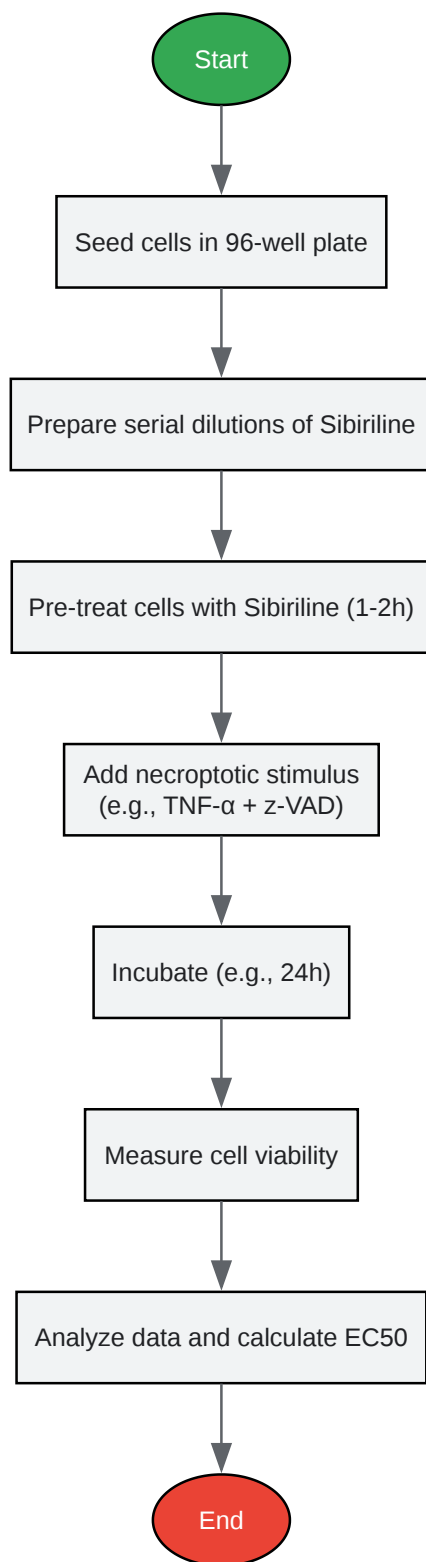 Start
Seed cells in 96-well plate
Prepare serial dilutions of Sibiriline
Pre-treat cells with Sibiriline (1-2h)
Add necroptotic stimulus
(e.g., TNF-α + z-VAD)
Incubate (e.g., 24h)
Measure cell viability
Analyze data and calculate EC50
End